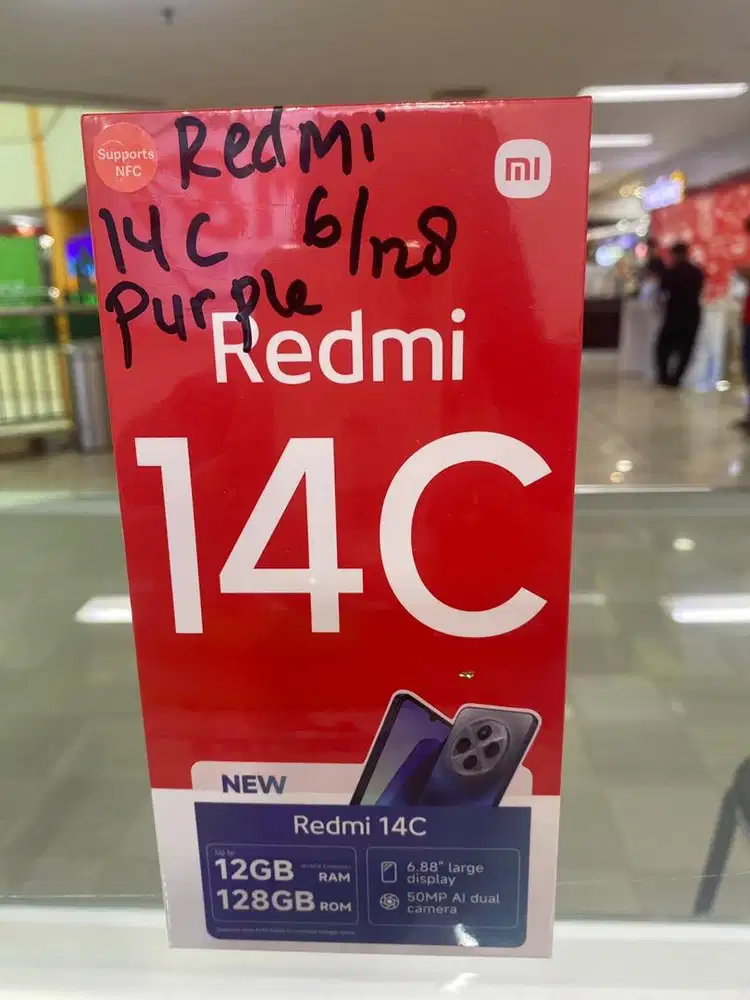 Supports
NFC
Redmi
14C 6/128
Purple
mi
Redmi
14C
NEW
Redmi 14C
Up to
12GB RAM
128GB ROM
6.88" large
display
50MP AI dual
camera